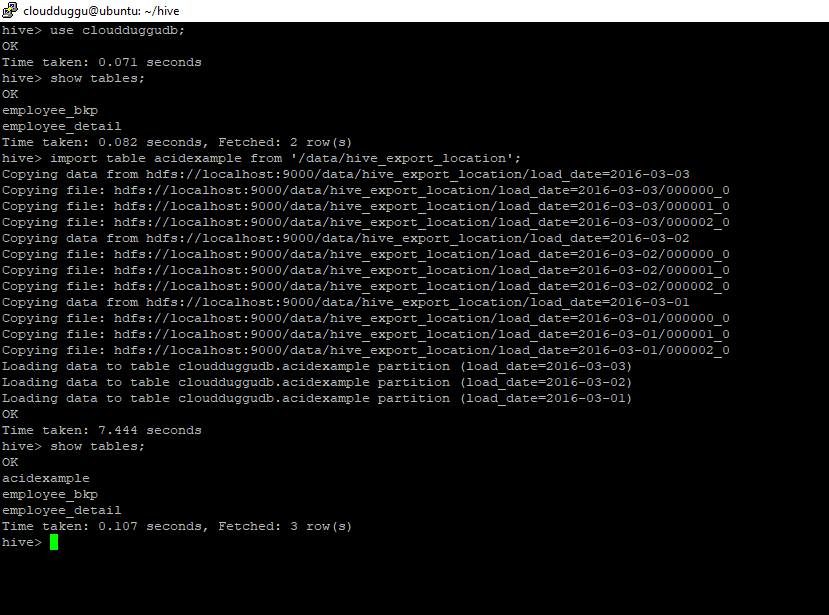 cloudduggu@ubuntu: ~/hive
hive> use cloudduggudb;
OK
Time taken: 0.071 seconds
hive> show tables;
OK
employee_bkp
employee_detail
Time taken: 0.082 seconds, Fetched: 2 row(s)
hive> import table acidexample from '/data/hive_export_location';
Copying data from hdfs://localhost:9000/data/hive_export_location/load_date=2016-03-03
Copying file: hdfs://localhost:9000/data/hive_export_location/load_date=2016-03-03/000000_0
Copying file: hdfs://localhost:9000/data/hive_export_location/load_date=2016-03-03/000001_0
Copying file: hdfs://localhost:9000/data/hive_export_location/load_date=2016-03-03/000002_0
Copying data from hdfs://localhost:9000/data/hive_export_location/load_date=2016-03-02
Copying file: hdfs://localhost:9000/data/hive_export_location/load_date=2016-03-02/000000_0
Copying file: hdfs://localhost:9000/data/hive_export_location/load_date=2016-03-02/000001_0
Copying file: hdfs://localhost:9000/data/hive_export_location/load_date=2016-03-02/000002_0
Copying data from hdfs://localhost:9000/data/hive_export_location/load_date=2016-03-01
Copying file: hdfs://localhost:9000/data/hive_export_location/load_date=2016-03-01/000000_0
Copying file: hdfs://localhost:9000/data/hive_export_location/load_date=2016-03-01/000001_0
Copying file: hdfs://localhost:9000/data/hive_export_location/load_date=2016-03-01/000002_0
Loading data to table cloudduggudb.acidexample partition (load_date=2016-03-03)
Loading data to table cloudduggudb.acidexample partition (load_date=2016-03-02)
Loading data to table cloudduggudb.acidexample partition (load_date=2016-03-01)
OK
Time taken: 7.444 seconds
hive> show tables;
OK
acidexample
employee_bkp
employee_detail
Time taken: 0.107 seconds, Fetched: 3 row(s)
hive>